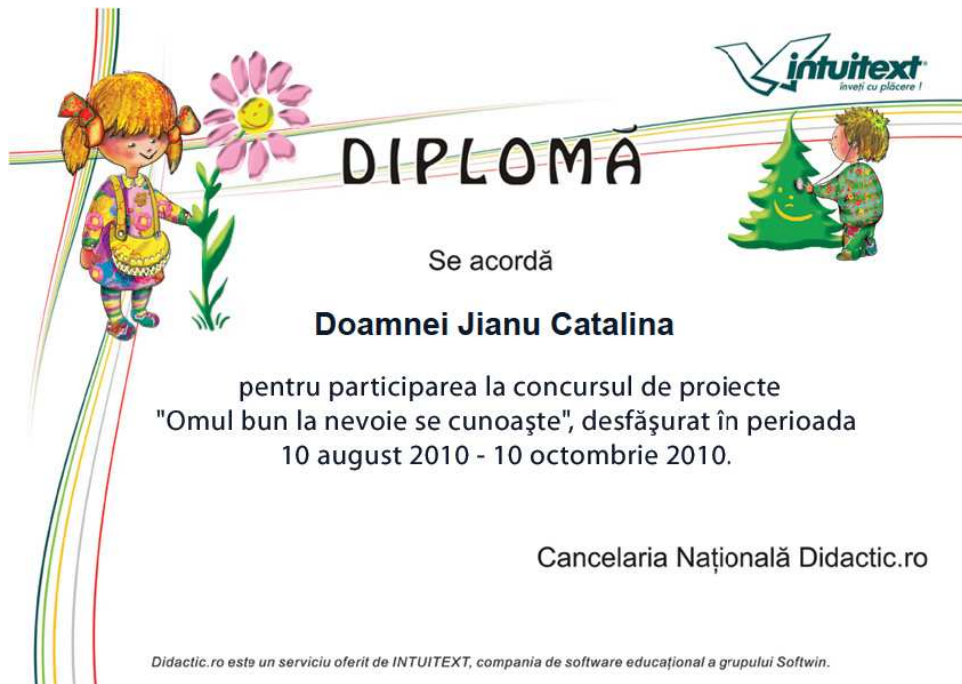 intuitext
înveți cu plăcere !
DIPLOMĂ
Se acordă
Doamnei Jianu Catalina
pentru participarea la concursul de proiecte
"Omul bun la nevoie se cunoaşte", desfăşurat în perioada
10 august 2010 - 10 octombrie 2010.
Cancelaria Națională Didactic.ro
Didactic.ro este un serviciu oferit de INTUITEXT, compania de software educațional a grupului Softwin.